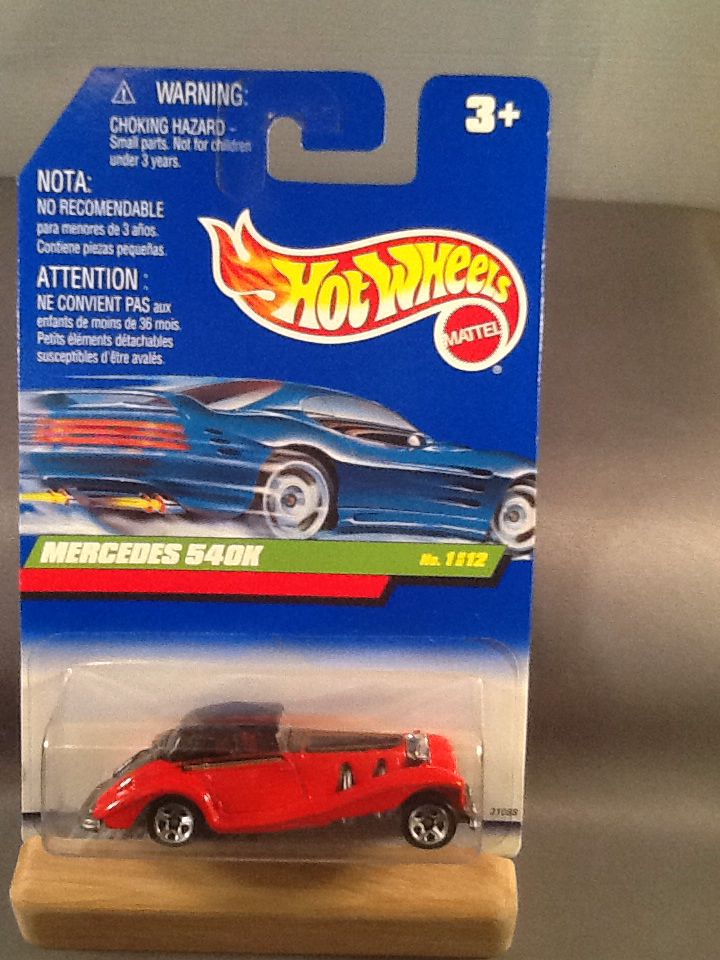 WARNING:
CHOKING HAZARD -
Small parts. Not for children
under 3 years.
3+
NOTA:
NO RECOMENDABLE
para menores de 3 años.
Contiene piezas pequeñas.
ATTENTION :
NE CONVIENT PAS aux
enfants de moins de 36 mois.
Petits éléments détachables
susceptibles d'être avalés.
HOT WHEELS
MATTEL
®
MERCEDES 540K
No. 1112